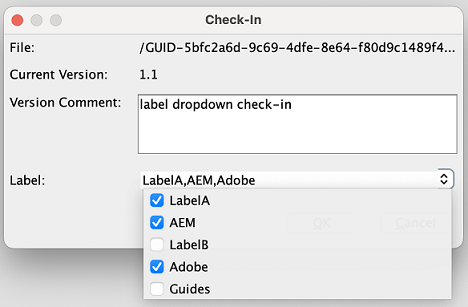 Check-In
File: /GUID-5bfc2a6d-9c69-4dfe-8e64-f80d9c1489f4...
Current Version: 1.1
Version Comment: label dropdown check-in
Label: LabelA,AEM,Adobe
LabelA
AEM
LabelB
Adobe
Guides
OK Cancel